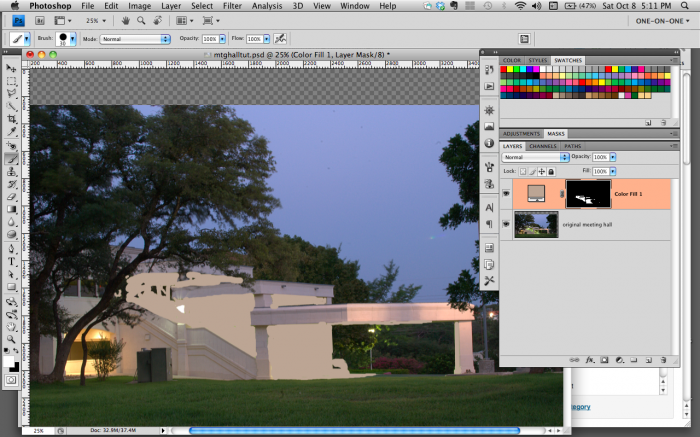 Photoshop File Edit Image Layer Select Filter Analysis 3D View Window Help (47%) Sat Oct 8 5:11 PM
Ps 25% ONE-ON-ONE
Brush: 30 Mode: Normal Opacity: 100% Flow: 100%
mtghalltut.psd @ 25% (Color Fill 1, Layer Mask/8) *
COLOR STYLES SWATCHES
ADJUSTMENTS MASKS
LAYERS CHANNELS PATHS
Normal Opacity: 100%
Lock: Fill: 100%
Color Fill 1
original meeting hall
25% Doc: 32.9M/37.4M
egory